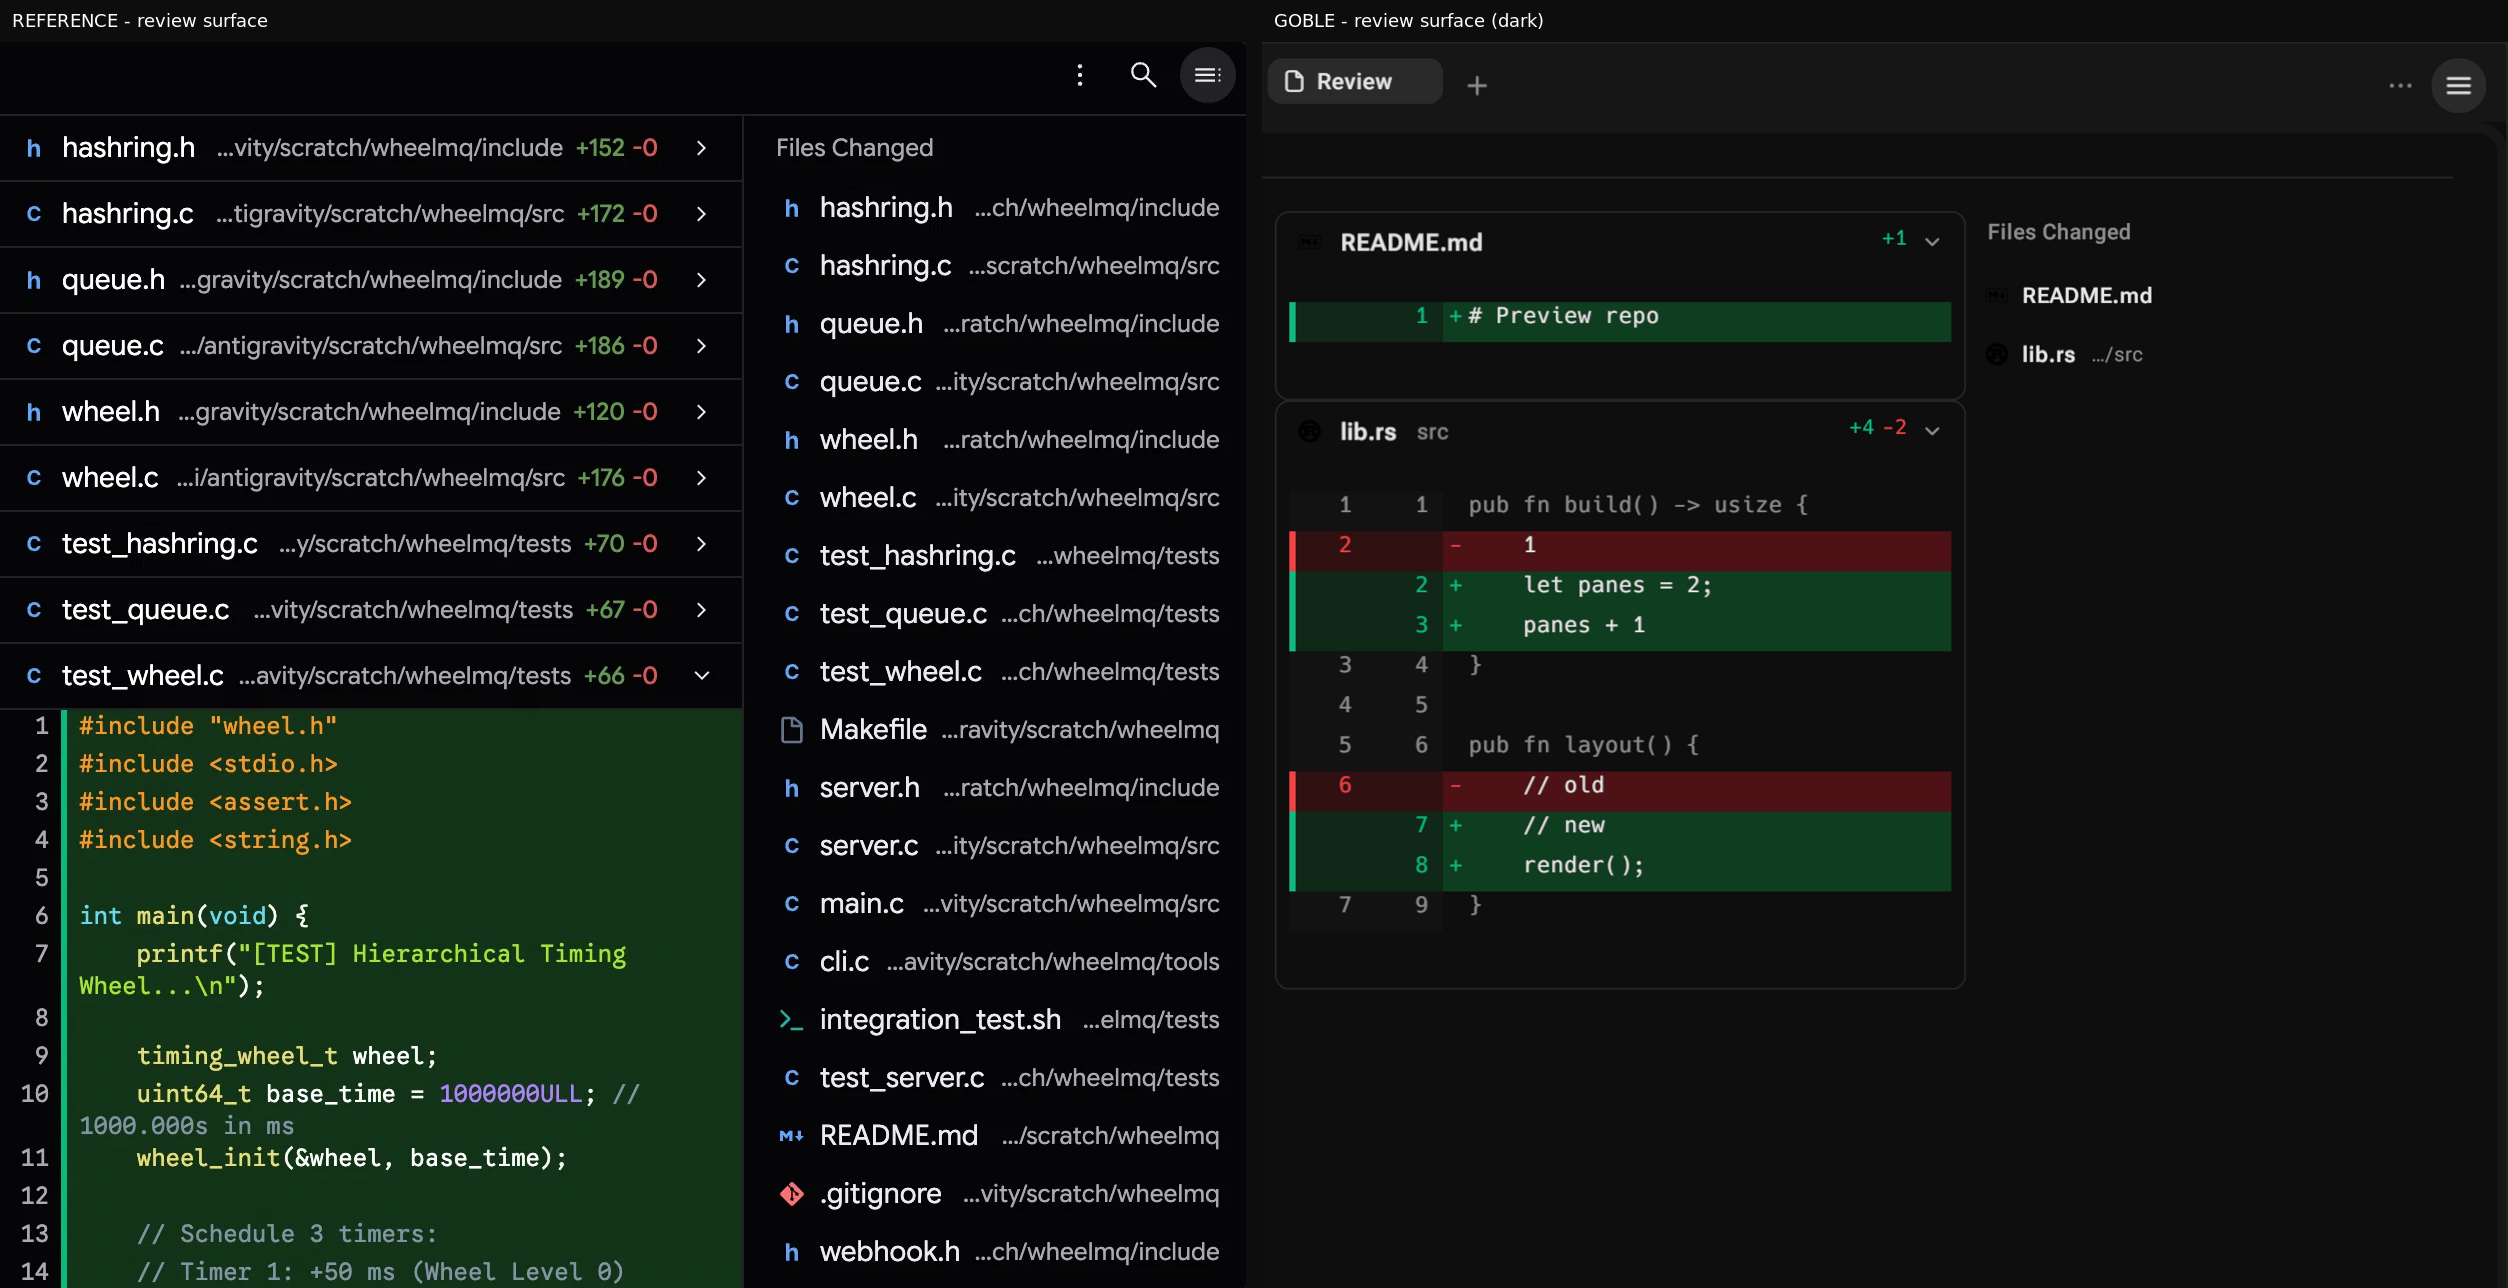 REFERENCE - review surface
h hashring.h ...vity/scratch/wheelmq/include +152 -0
C hashring.c ...tigravity/scratch/wheelmq/src +172 -0
h queue.h ...gravity/scratch/wheelmq/include +189 -0
C queue.c .../antigravity/scratch/wheelmq/src +186 -0
h wheel.h ...gravity/scratch/wheelmq/include +120 -0
C wheel.c ...i/antigravity/scratch/wheelmq/src +176 -0
C test_hashring.c ...y/scratch/wheelmq/tests +70 -0
C test_queue.c ...vity/scratch/wheelmq/tests +67 -0
C test_wheel.c ...avity/scratch/wheelmq/tests +66 -0
1 #include "wheel.h"
2 #include <stdio.h>
3 #include <assert.h>
4 #include <string.h>
5
6 int main(void) {
7 printf("[TEST] Hierarchical Timing
Wheel...\n");
8
9 timing_wheel_t wheel;
10 uint64_t base_time = 1000000ULL; //
1000.000s in ms
11 wheel_init(&wheel, base_time);
12
13 // Schedule 3 timers:
14 // Timer 1: +50 ms (Wheel Level 0)
Files Changed
h hashring.h ...ch/wheelmq/include
C hashring.c ...scratch/wheelmq/src
h queue.h ...ratch/wheelmq/include
C queue.c ...ity/scratch/wheelmq/src
h wheel.h ...ratch/wheelmq/include
C wheel.c ...ity/scratch/wheelmq/src
C test_hashring.c ...wheelmq/tests
C test_queue.c ...ch/wheelmq/tests
C test_wheel.c ...ch/wheelmq/tests
Makefile ...ravity/scratch/wheelmq
h server.h ...ratch/wheelmq/include
C server.c ...ity/scratch/wheelmq/src
C main.c ...vity/scratch/wheelmq/src
C cli.c ...avity/scratch/wheelmq/tools
integration_test.sh ...elmq/tests
C test_server.c ...ch/wheelmq/tests
M↓ README.md .../scratch/wheelmq
.gitignore ...vity/scratch/wheelmq
h webhook.h ...ch/wheelmq/include
GOBLE - review surface (dark)
Review
M↓ README.md +1
1 + # Preview repo
lib.rs src +4 -2
1 1 pub fn build() -> usize {
2 - 1
2 + let panes = 2;
3 + panes + 1
3 4 }
4 5
5 6 pub fn layout() {
6 - // old
7 + // new
8 + render();
7 9 }
Files Changed
M↓ README.md
lib.rs .../src